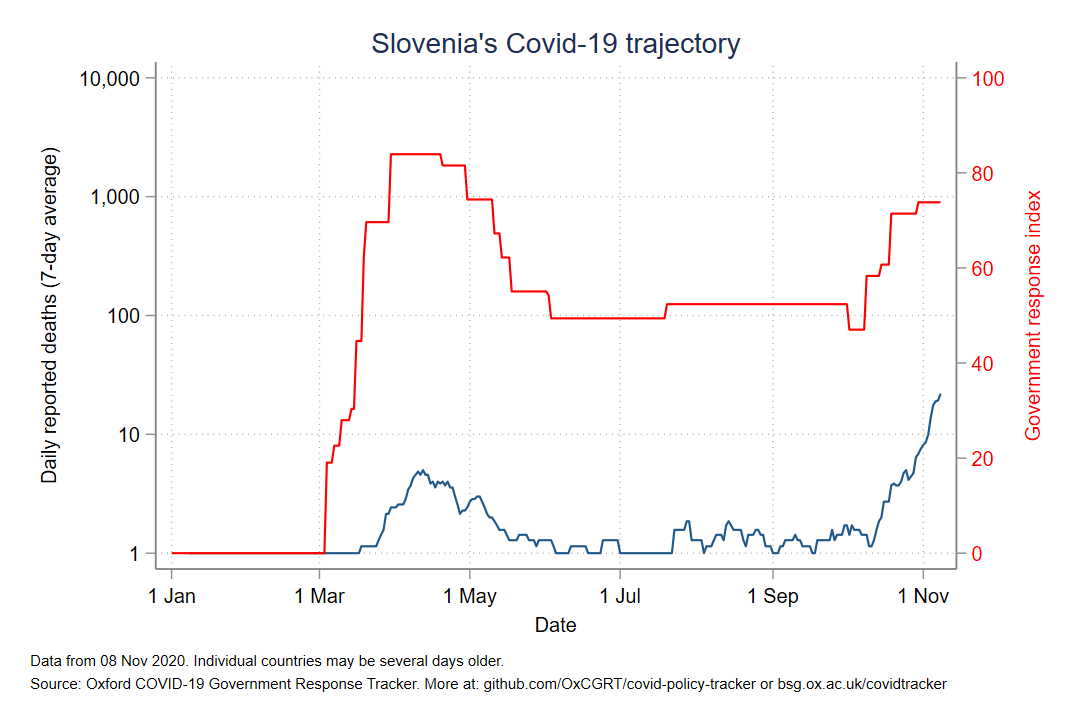 Slovenia's Covid-19 trajectory
10,000
1,000
100
10
1
Daily reported deaths (7-day average)
100
80
60
40
20
0
Government response index
1 Jan 1 Mar 1 May 1 Jul 1 Sep 1 Nov
Date
Data from 08 Nov 2020. Individual countries may be several days older.
Source: Oxford COVID-19 Government Response Tracker. More at: github.com/OxCGRT/covid-policy-tracker or bsg.ox.ac.uk/covidtracker